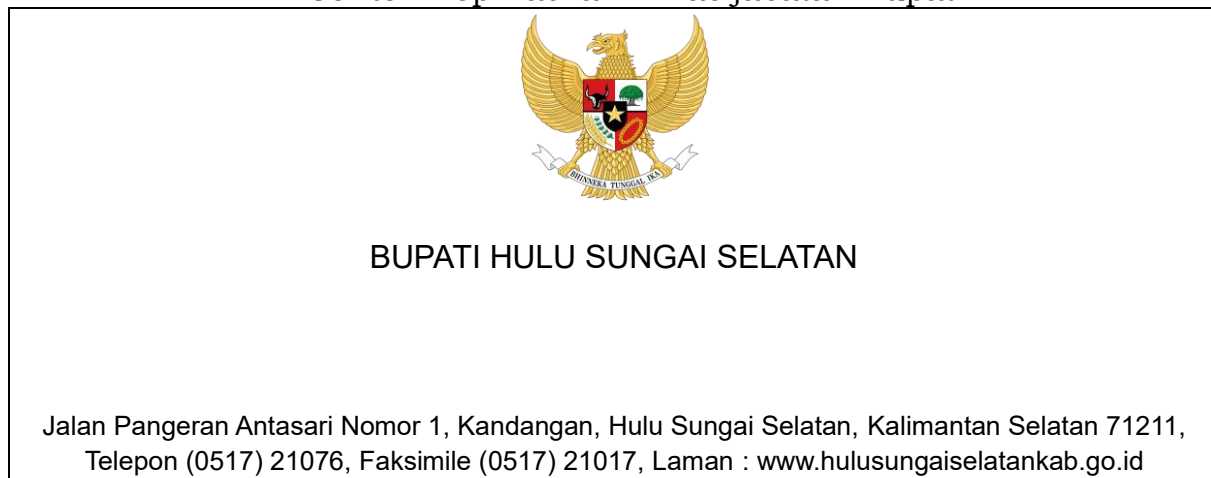 BHINNEKA TUNGGAL IKA
BUPATI HULU SUNGAI SELATAN
Jalan Pangeran Antasari Nomor 1, Kandangan, Hulu Sungai Selatan, Kalimantan Selatan 71211,
Telepon (0517) 21076, Faksimile (0517) 21017, Laman : www.hulusungaiselatankab.go.id